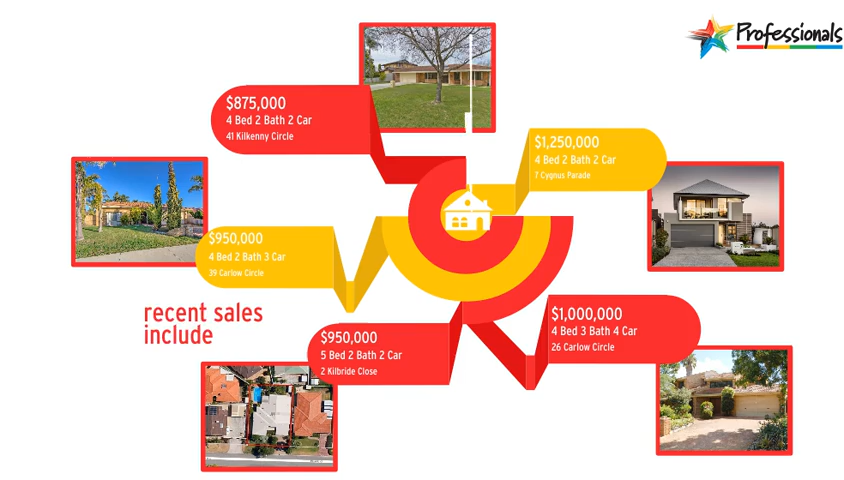 Professionals
$875,000
4 Bed 2 Bath 2 Car
41 Kilkenny Circle
$1,250,000
4 Bed 2 Bath 2 Car
7 Cygnus Parade
$950,000
4 Bed 2 Bath 3 Car
39 Carlow Circle
recent sales
include
$950,000
5 Bed 2 Bath 2 Car
2 Kilbride Close
$1,000,000
4 Bed 3 Bath 4 Car
26 Carlow Circle